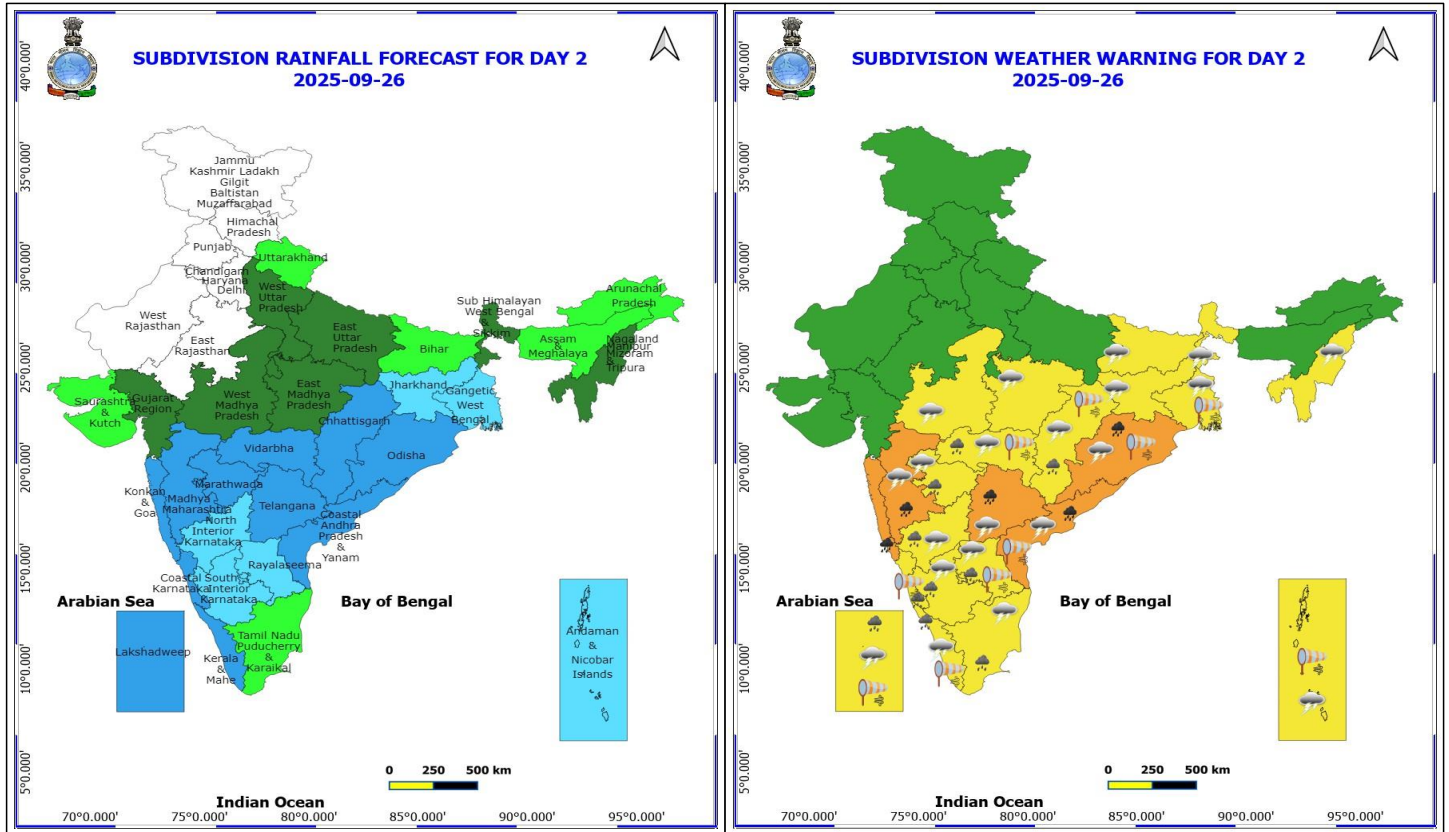 SUBDIVISION RAINFALL FORECAST FOR DAY 2
2025-09-26
40°0.000'
35°0.000'
30°0.000'
25°0.000'
20°0.000'
15°0.000'
10°0.000'
5°0.000'
Jammu
Kashmir Ladakh
Gilgit
Baltistan
Muzaffarabad
Himachal
Pradesh
Punjab
Uttarakhand
Chandigarh
Haryana
Delhi
West
Uttar
Pradesh
West
Rajasthan
East
Rajasthan
East
Uttar
Pradesh
Sub Himalayan
West Bengal
&
Sikkim
Arunachal
Pradesh
Assam
&
Meghalaya
Nagaland
Manipur
Mizoram
&
Tripura
Bihar
Jharkhand
Gangetic
West
Bengal
Saurashtra
&
Kutch
Gujarat
Region
West
Madhya
Pradesh
East
Madhya
Pradesh
Chhattisgarh
Vidarbha
Odisha
Konkan
&
Goa
Madhya
Maharashtra
Marathwada
Telangana
North
Interior
Karnataka
Coastal
Andhra
Pradesh
&
Yanam
Rayalaseema
Coastal
Karnataka
South
Interior
Karnataka
Arabian Sea
Bay of Bengal
Lakshadweep
Tamil Nadu
Puducherry
&
Karaikal
Kerala
&
Mahe
Andaman
&
Nicobar
Islands
0 250 500 km
Indian Ocean
70°0.000' 75°0.000' 80°0.000' 85°0.000' 90°0.000' 95°0.000'
SUBDIVISION WEATHER WARNING FOR DAY 2
2025-09-26
40°0.000'
35°0.000'
30°0.000'
25°0.000'
20°0.000'
15°0.000'
10°0.000'
5°0.000'
Arabian Sea
Bay of Bengal
0 250 500 km
Indian Ocean
70°0.000' 75°0.000' 80°0.000' 85°0.000' 90°0.000' 95°0.000'